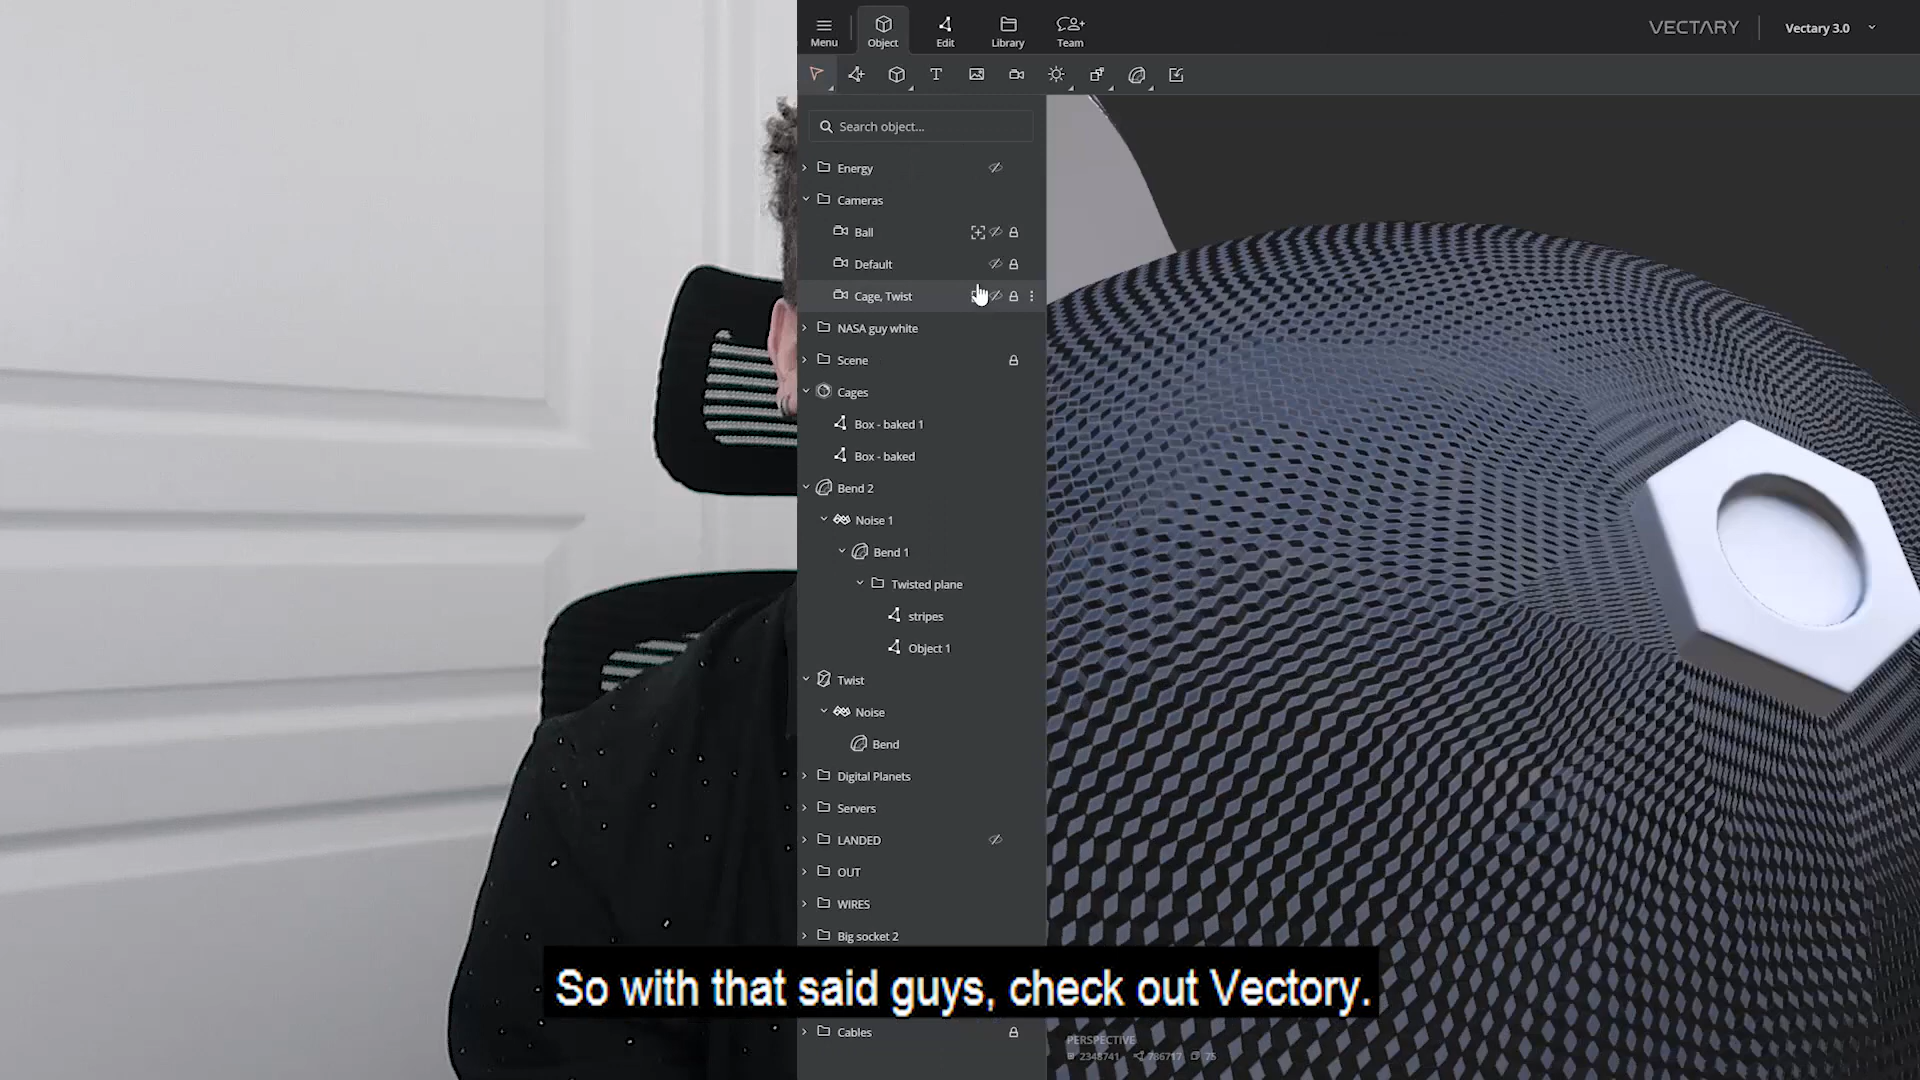 Menu
Object
Edit
Library
Team
VECTARY
Vectary 3.0
T
Search object...
Energy
Cameras
Ball
Default
Cage, Twist
NASA guy white
Scene
Cages
Box - baked 1
Box - baked
Bend 2
Noise 1
Bend 1
Twisted plane
stripes
Object 1
Twist
Noise
Bend
Digital Planets
Servers
LANDED
OUT
WIRES
Big socket 2
So with that said guys, check out Vectory.
Cables
PERSPECTIVE
2348741 786717 75